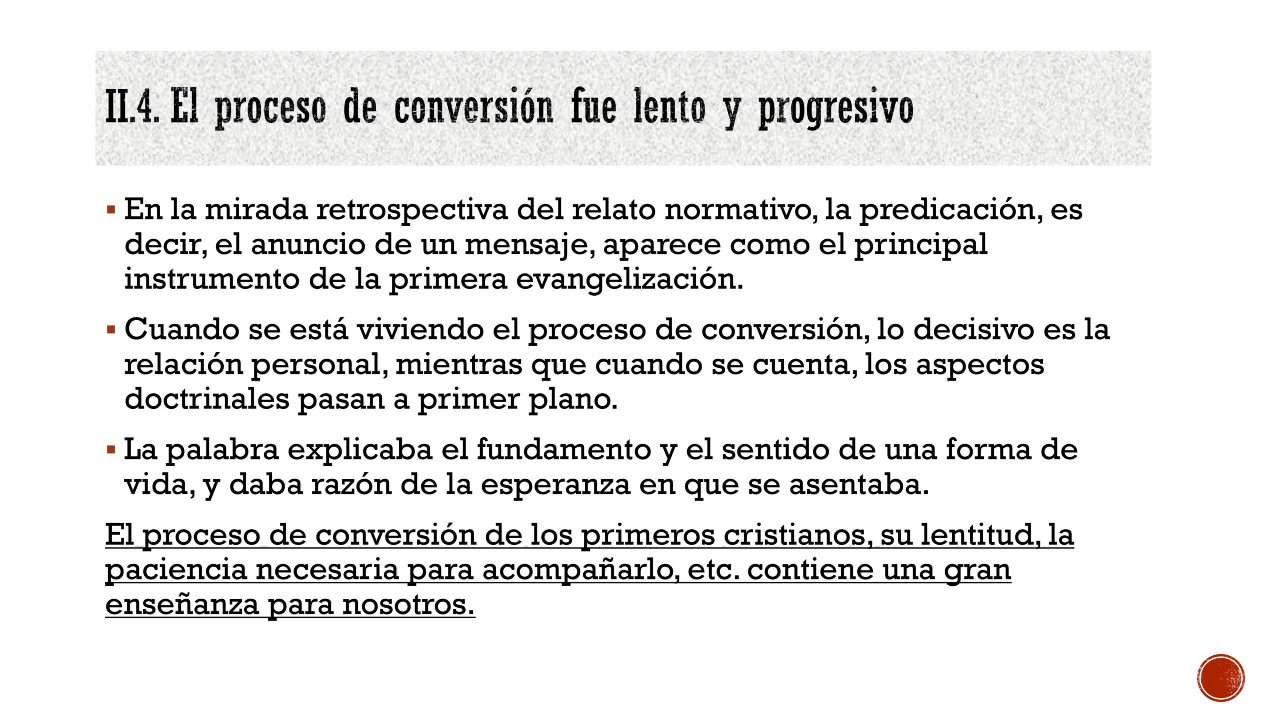 II.4. El proceso de conversión fue lento y progresivo
▪ En la mirada retrospectiva del relato normativo, la predicación, es
decir, el anuncio de un mensaje, aparece como el principal
instrumento de la primera evangelización.
▪ Cuando se está viviendo el proceso de conversión, lo decisivo es la
relación personal, mientras que cuando se cuenta, los aspectos
doctrinales pasan a primer plano.
▪ La palabra explicaba el fundamento y el sentido de una forma de
vida, y daba razón de la esperanza en que se asentaba.
El proceso de conversión de los primeros cristianos, su lentitud, la
paciencia necesaria para acompañarlo, etc. contiene una gran
enseñanza para nosotros.